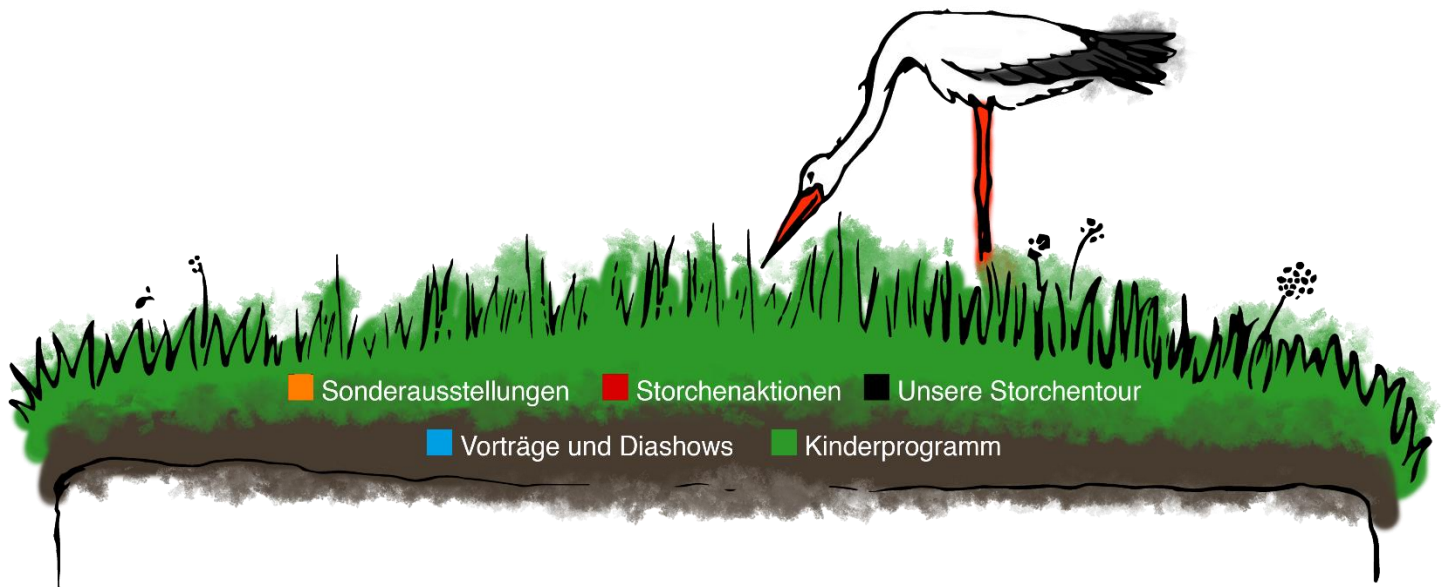 Sonderausstellungen Storchenaktionen Unsere Storchentour
Vorträge und Diashows Kinderprogramm